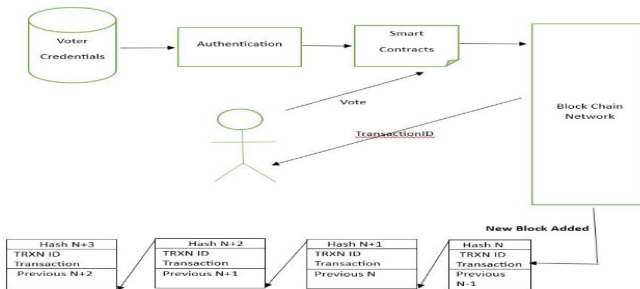 Voter
Credentials
Authentication
Smart
Contracts
Block Chain
Network
Vote
TransactionID
New Block Added
Hash N+3
TRXN ID
Transaction
Previous N+2
Hash N+2
TRXN ID
Transaction
Previous N+1
Hash N+1
TRXN ID
Transaction
Previous N
Hash N
TRXN ID
Transaction
Previous
N-1